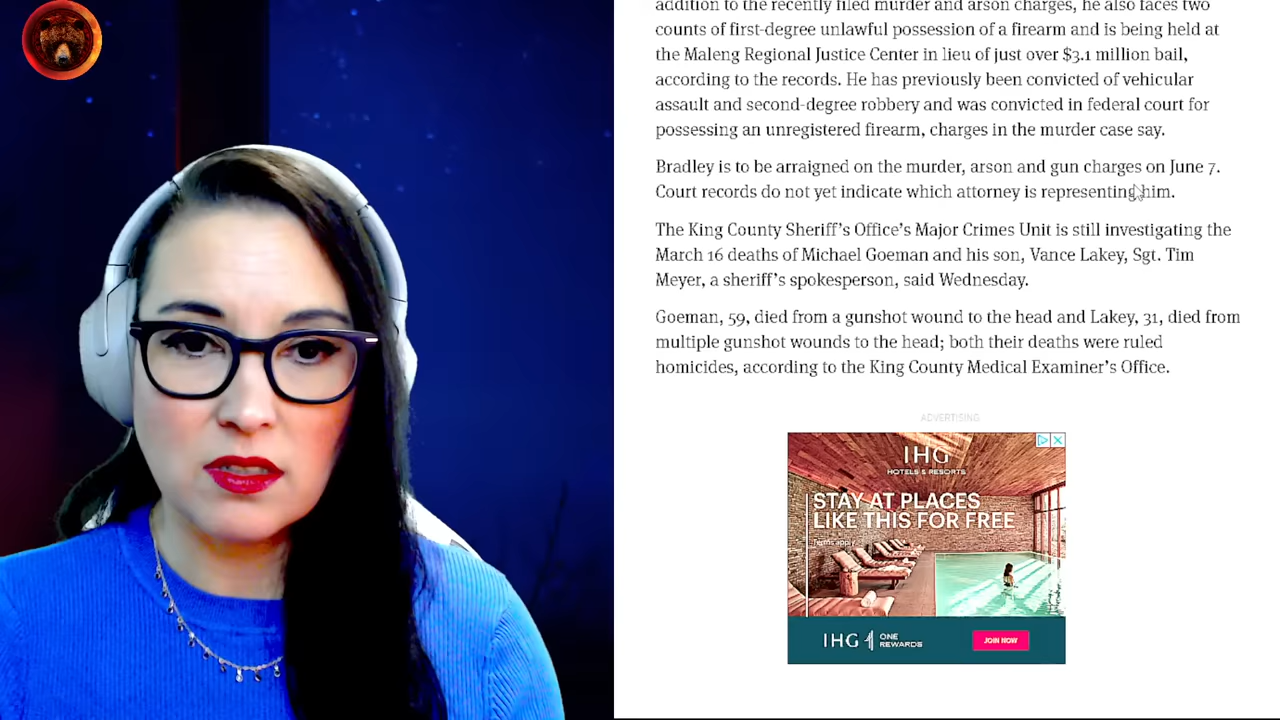 addition to the recently filed murder and arson charges, he also faces two
counts of first-degree unlawful possession of a firearm and is being held at
the Maleng Regional Justice Center in lieu of just over $3.1 million bail,
according to the records. He has previously been convicted of vehicular
assault and second-degree robbery and was convicted in federal court for
possessing an unregistered firearm, charges in the murder case say.
Bradley is to be arraigned on the murder, arson and gun charges on June 7.
Court records do not yet indicate which attorney is representing him.
The King County Sheriff's Office's Major Crimes Unit is still investigating the
March 16 deaths of Michael Goeman and his son, Vance Lakey, Sgt. Tim
Meyer, a sheriff's spokesperson, said Wednesday.
Goeman, 59, died from a gunshot wound to the head and Lakey, 31, died from
multiple gunshot wounds to the head; both their deaths were ruled
homicides, according to the King County Medical Examiner's Office.
ADVERTISING
IHG
HOTELS & RESORTS
STAY AT PLACES
LIKE THIS FOR FREE
Terms apply.
IHG ONE
REWARDS
JOIN NOW